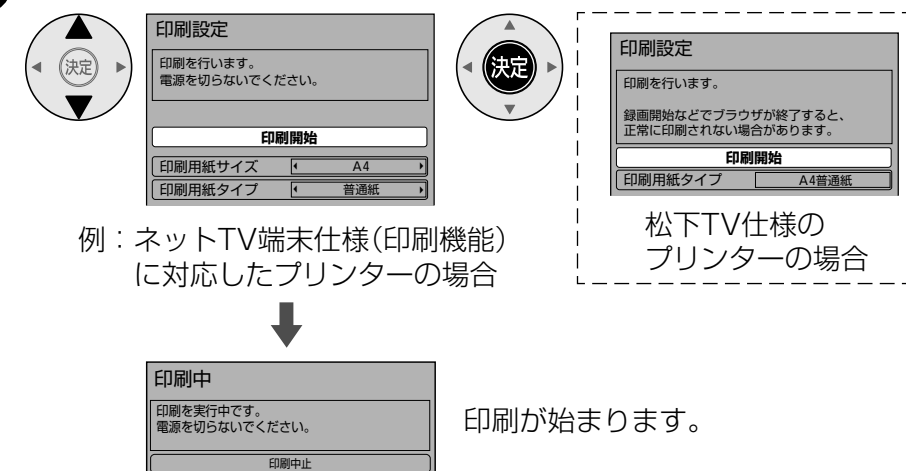 決定
印刷設定
印刷を行います。
電源を切らないでください。
印刷開始
印刷用紙サイズ A4
印刷用紙タイプ 普通紙
決定
例：ネットTV端末仕様（印刷機能）
に対応したプリンターの場合
印刷設定
印刷を行います。
録画開始などでブラウザが終了すると、
正常に印刷されない場合があります。
印刷開始
印刷用紙タイプ A4普通紙
松下TV仕様の
プリンターの場合
印刷中
印刷を実行中です。
電源を切らないでください。
印刷中止
印刷が始まります。